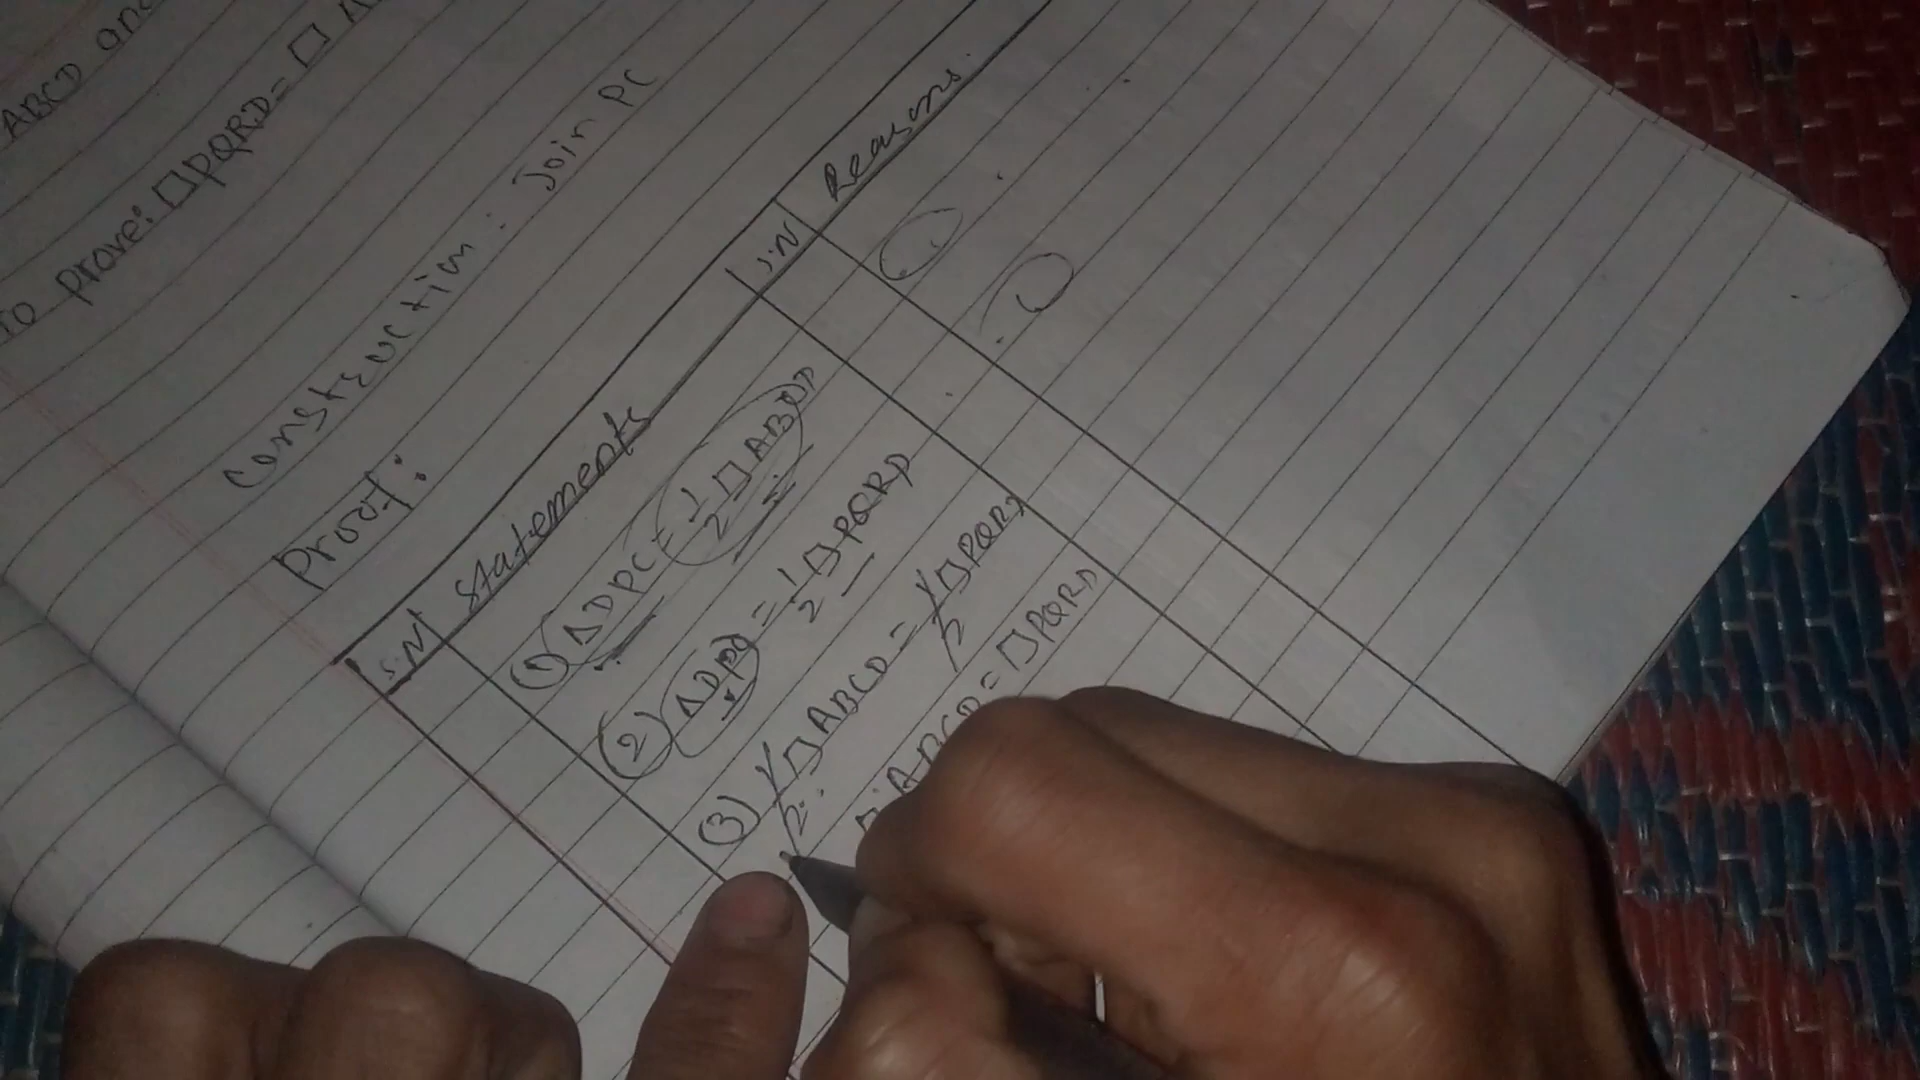 ABCD and
To prove: □PQRD= □
Construction: Join PC
Proof:
S.N Statements S.N Reasons.
(1) ΔDPC = 1/2 □ABCD
(2) ΔDPC = 1/2 □PQRD
(3) 1/2 □ABCD = 1/2 □PQRD
□ABCD = □PQRD